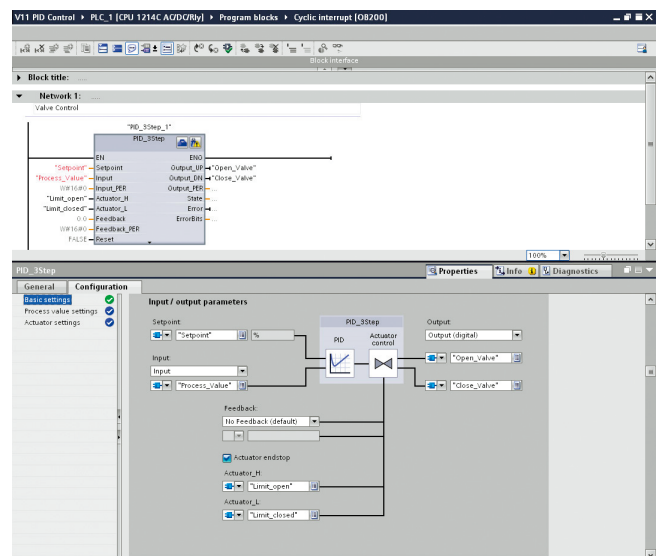 V11 PID Control ▸ PLC_1 [CPU 1214C AC/DC/Rly] ▸ Program blocks ▸ Cyclic interrupt [OB200]
Block interface
Block title: .....
Network 1: .....
Valve Control
"PID_3Step_1"
PID_3Step
EN ENO
"Setpoint" Setpoint Output_UP "Open_Valve"
"Process_Value" Input Output_DN "Close_Valve"
W#16#0 Input_PER Output_PER ...
"Limit_open" Actuator_H State ...
"Limit_closed" Actuator_L Error
0.0 Feedback ErrorBits ...
W#16#0 Feedback_PER
FALSE Reset
100%
PID_3Step Properties Info Diagnostics
General Configuration
Basic settings
Process value settings
Actuator settings
Input / output parameters
Setpoint:
"Setpoint" %
PID_3Step
PID Actuator control
Output:
Output (digital)
"Open_Valve"
Input:
Input
"Process_Value"
"Close_Valve"
Feedback:
No Feedback (default)
Actuator endstop
Actuator_H:
"Limit_open"
Actuator_L:
"Limit_closed"